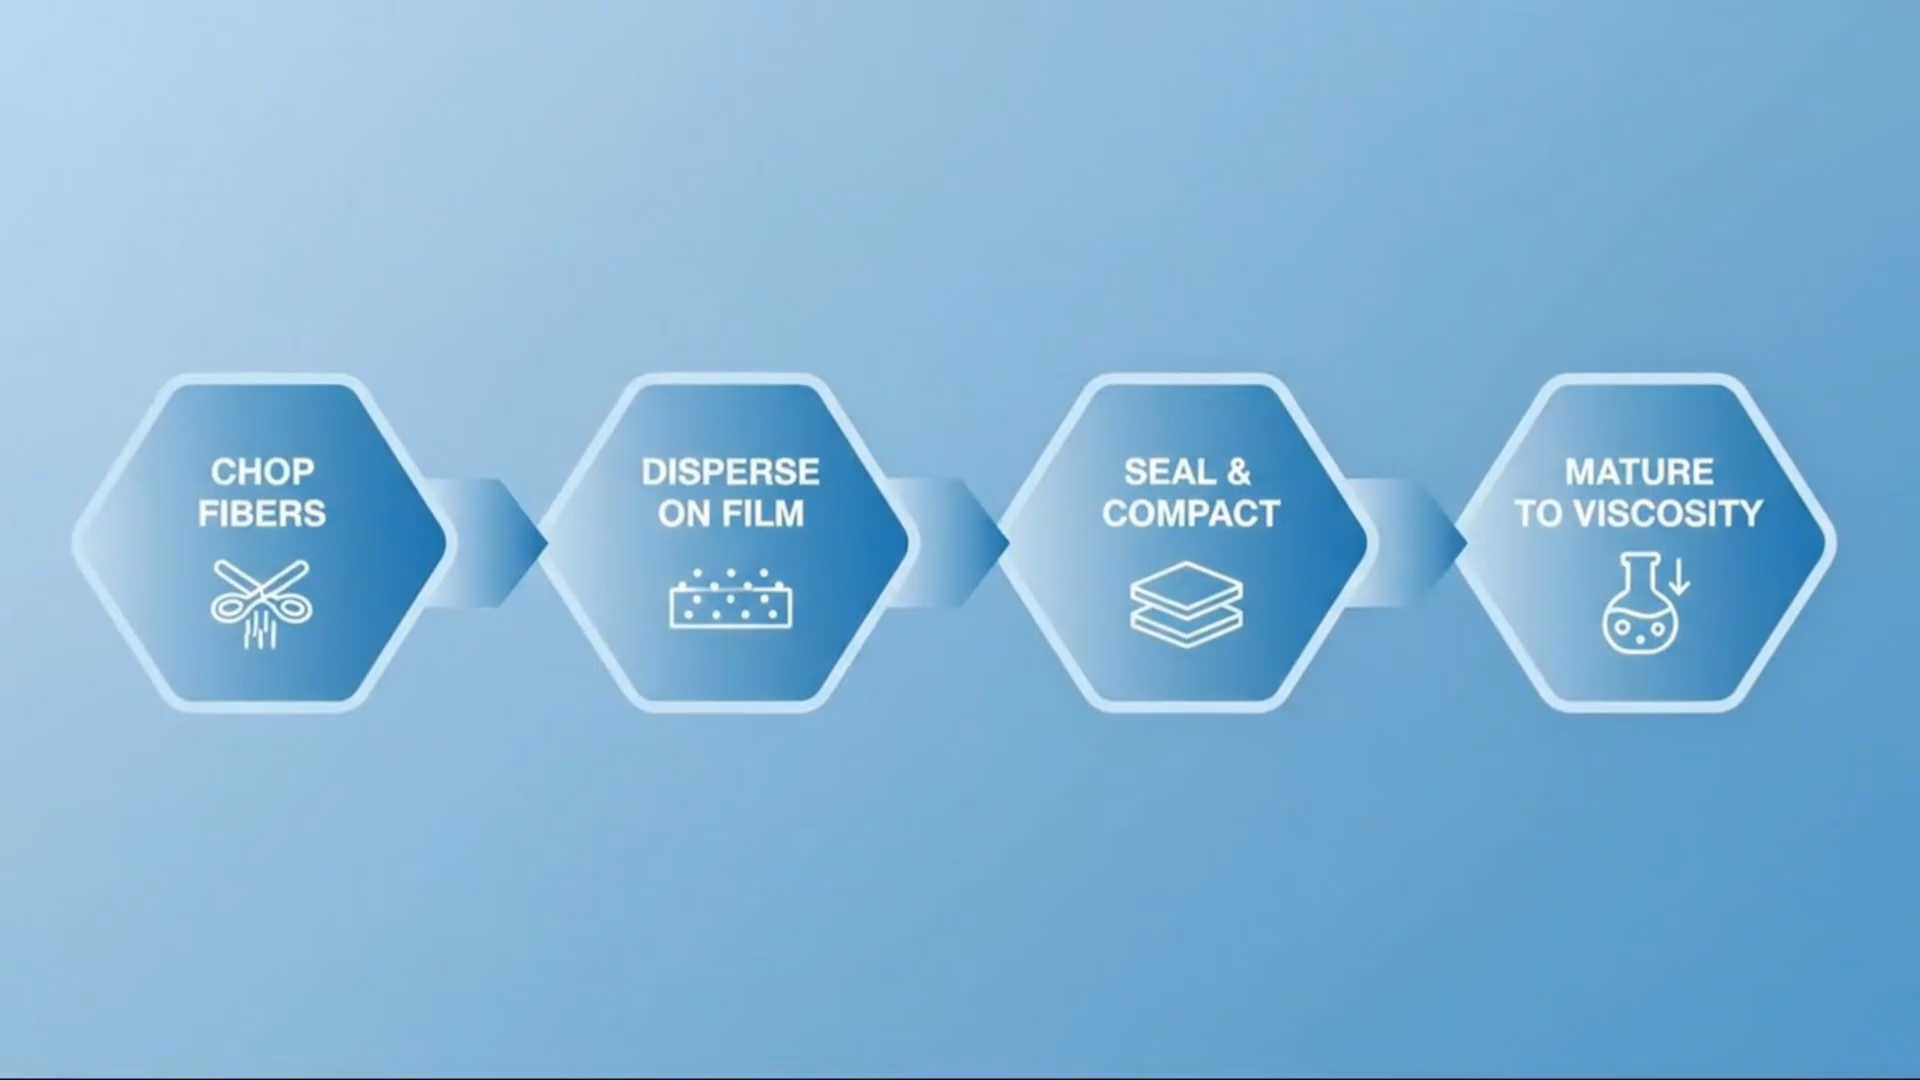 CHOP
FIBERS
DISPERSE
ON FILM
SEAL &
COMPACT
MATURE
TO VISCOSITY